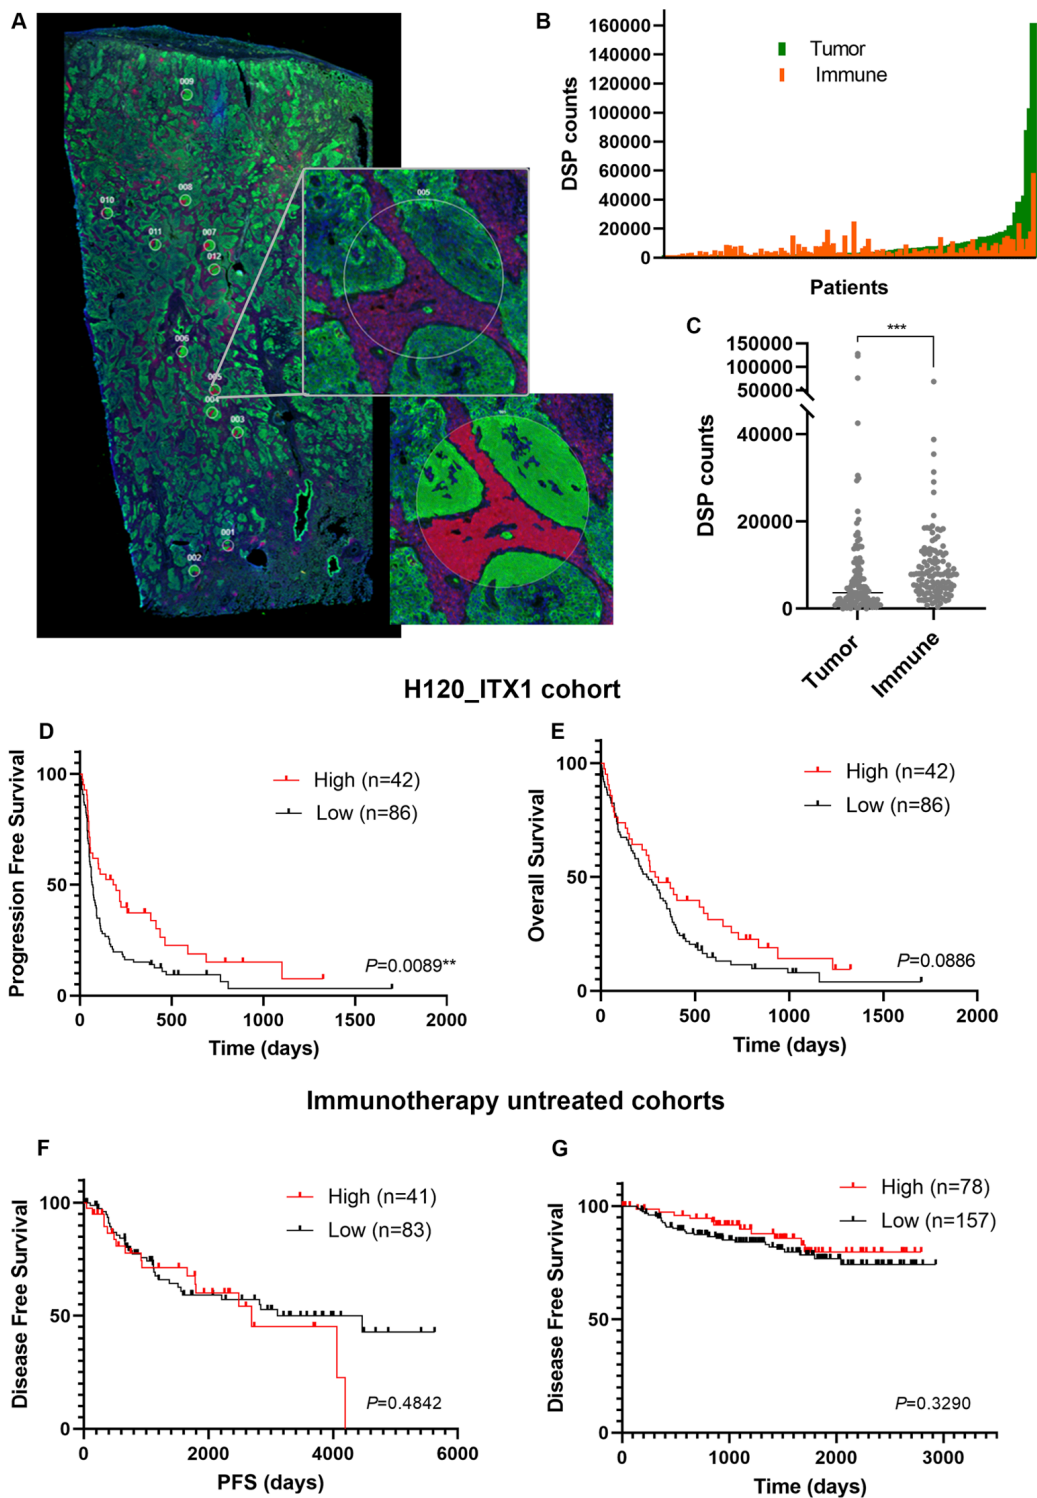 A
009
008
010
011
007
012
006
005
004
003
001
002
005
B
160000
140000
120000
100000
80000
60000
40000
20000
0
DSP counts
Tumor
Immune
Patients
C
***
150000
100000
50000
40000
20000
0
DSP counts
Tumor
Immune
H120_ITX1 cohort
D
Progression Free Survival
100
50
0
High (n=42)
Low (n=86)
P=0.0089**
0 500 1000 1500 2000
Time (days)
E
Overall Survival
100
50
0
High (n=42)
Low (n=86)
P=0.0886
0 500 1000 1500 2000
Time (days)
Immunotherapy untreated cohorts
F
Disease Free Survival
100
50
0
High (n=41)
Low (n=83)
P=0.4842
0 2000 4000 6000
PFS (days)
G
Disease Free Survival
100
50
0
High (n=78)
Low (n=157)
P=0.3290
0 1000 2000 3000
Time (days)